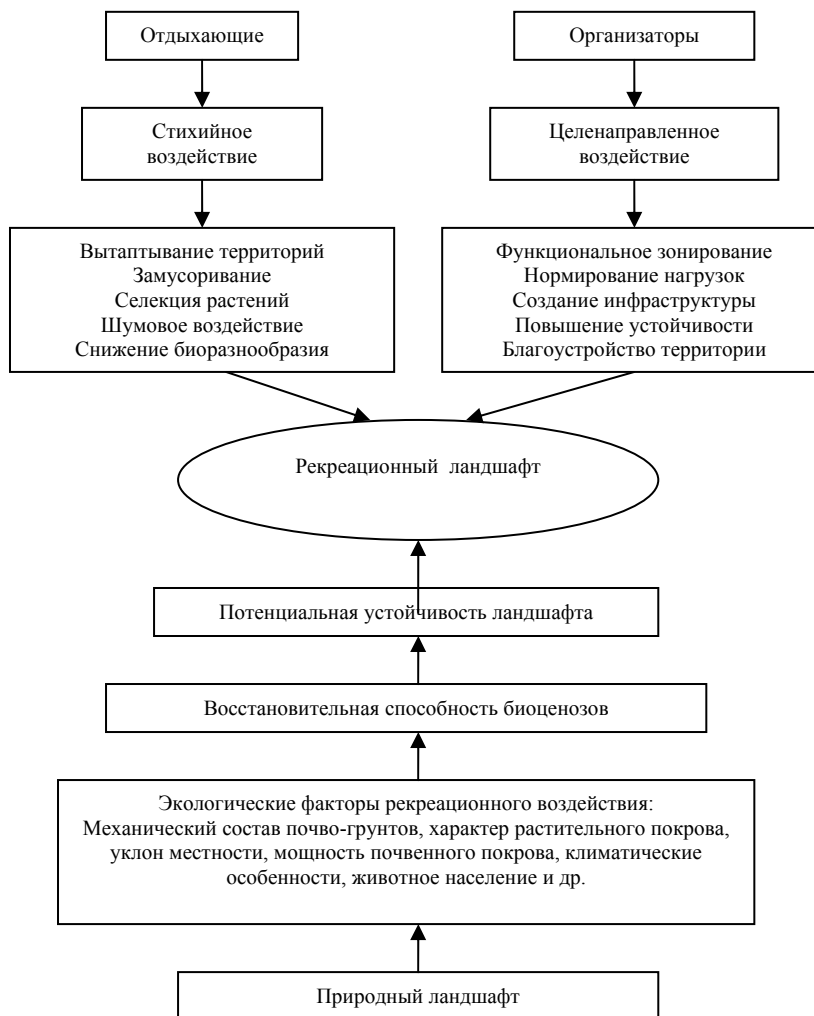 Отдыхающие
Организаторы
Стихийное
воздействие
Целенаправленное
воздействие
Вытаптывание территорий
Замусоривание
Селекция растений
Шумовое воздействие
Снижение биоразнообразия
Функциональное зонирование
Нормирование нагрузок
Создание инфраструктуры
Повышение устойчивости
Благоустройство территории
Рекреационный ландшафт
Потенциальная устойчивость ландшафта
Восстановительная способность биоценозов
Экологические факторы рекреационного воздействия:
Механический состав почво-грунтов, характер растительного покрова,
уклон местности, мощность почвенного покрова, климатические
особенности, животное население и др.
Природный ландшафт